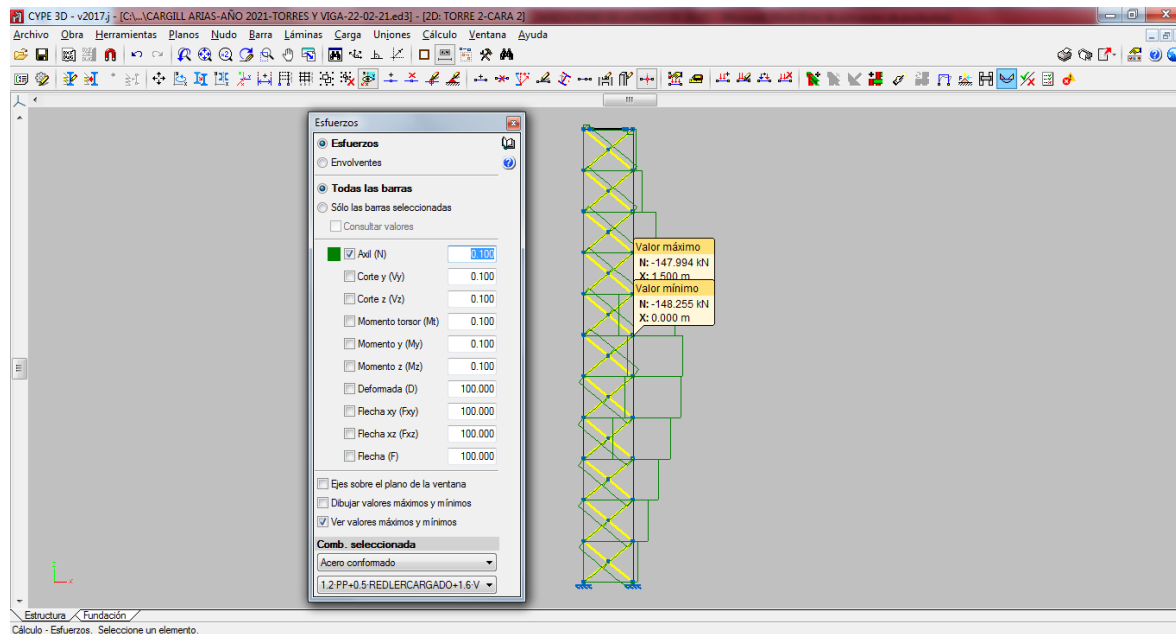 CYPE 3D - v2017.j - [C:\...\CARGILL ARIAS-AÑO 2021-TORRES Y VIGA-22-02-21.ed3] - [2D: TORRE 2-CARA 2]
Archivo Obra Herramientas Planos Nudo Barra Láminas Carga Uniones Cálculo Ventana Ayuda
Esfuerzos
Esfuerzos
Envolventes
Todas las barras
Sólo las barras seleccionadas
Consultar valores
Axil (N) 0.100
Corte y (Vy) 0.100
Corte z (Vz) 0.100
Momento torsor (Mt) 0.100
Momento y (My) 0.100
Momento z (Mz) 0.100
Deformada (D) 100.000
Flecha xy (Fxy) 100.000
Flecha xz (Fxz) 100.000
Flecha (F) 100.000
Ejes sobre el plano de la ventana
Dibujar valores máximos y mínimos
Ver valores máximos y mínimos
Comb. seleccionada
Acero conformado
1.2·PP+0.5·REDLERCARGADO+1.6·V
Valor máximo
N: -147.994 kN
X: 1.500 m
Valor mínimo
N: -148.255 kN
X: 0.000 m
Estructura Fundación
Cálculo - Esfuerzos. Seleccione un elemento.